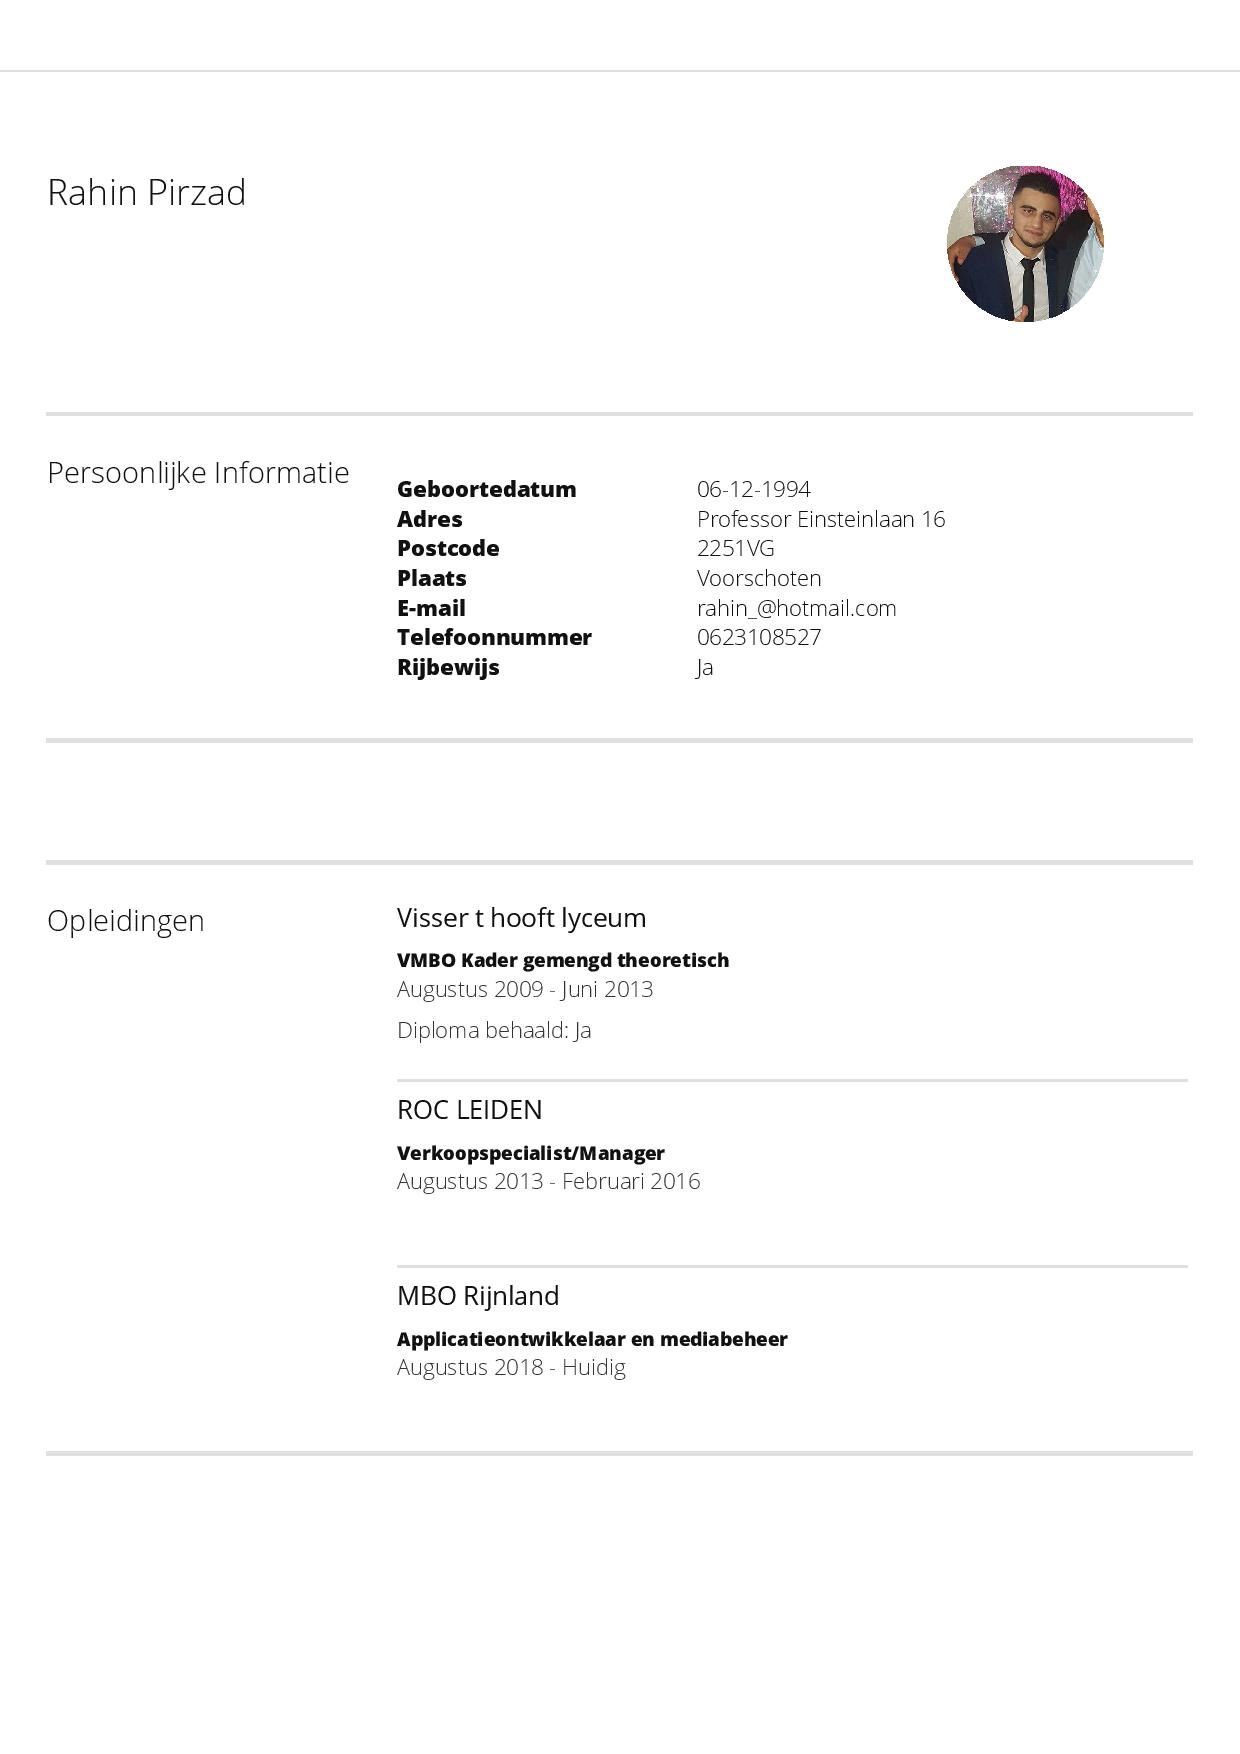 Rahin Pirzad
Persoonlijke Informatie
Geboortedatum 06-12-1994
Adres Professor Einsteinlaan 16
Postcode 2251VG
Plaats Voorschoten
E-mail rahin_@hotmail.com
Telefoonnummer 0623108527
Rijbewijs Ja
Opleidingen
Visser t hooft lyceum
VMBO Kader gemengd theoretisch
Augustus 2009 - Juni 2013
Diploma behaald: Ja
ROC LEIDEN
Verkoopspecialist/Manager
Augustus 2013 - Februari 2016
MBO Rijnland
Applicatieontwikkelaar en mediabeheer
Augustus 2018 - Huidig